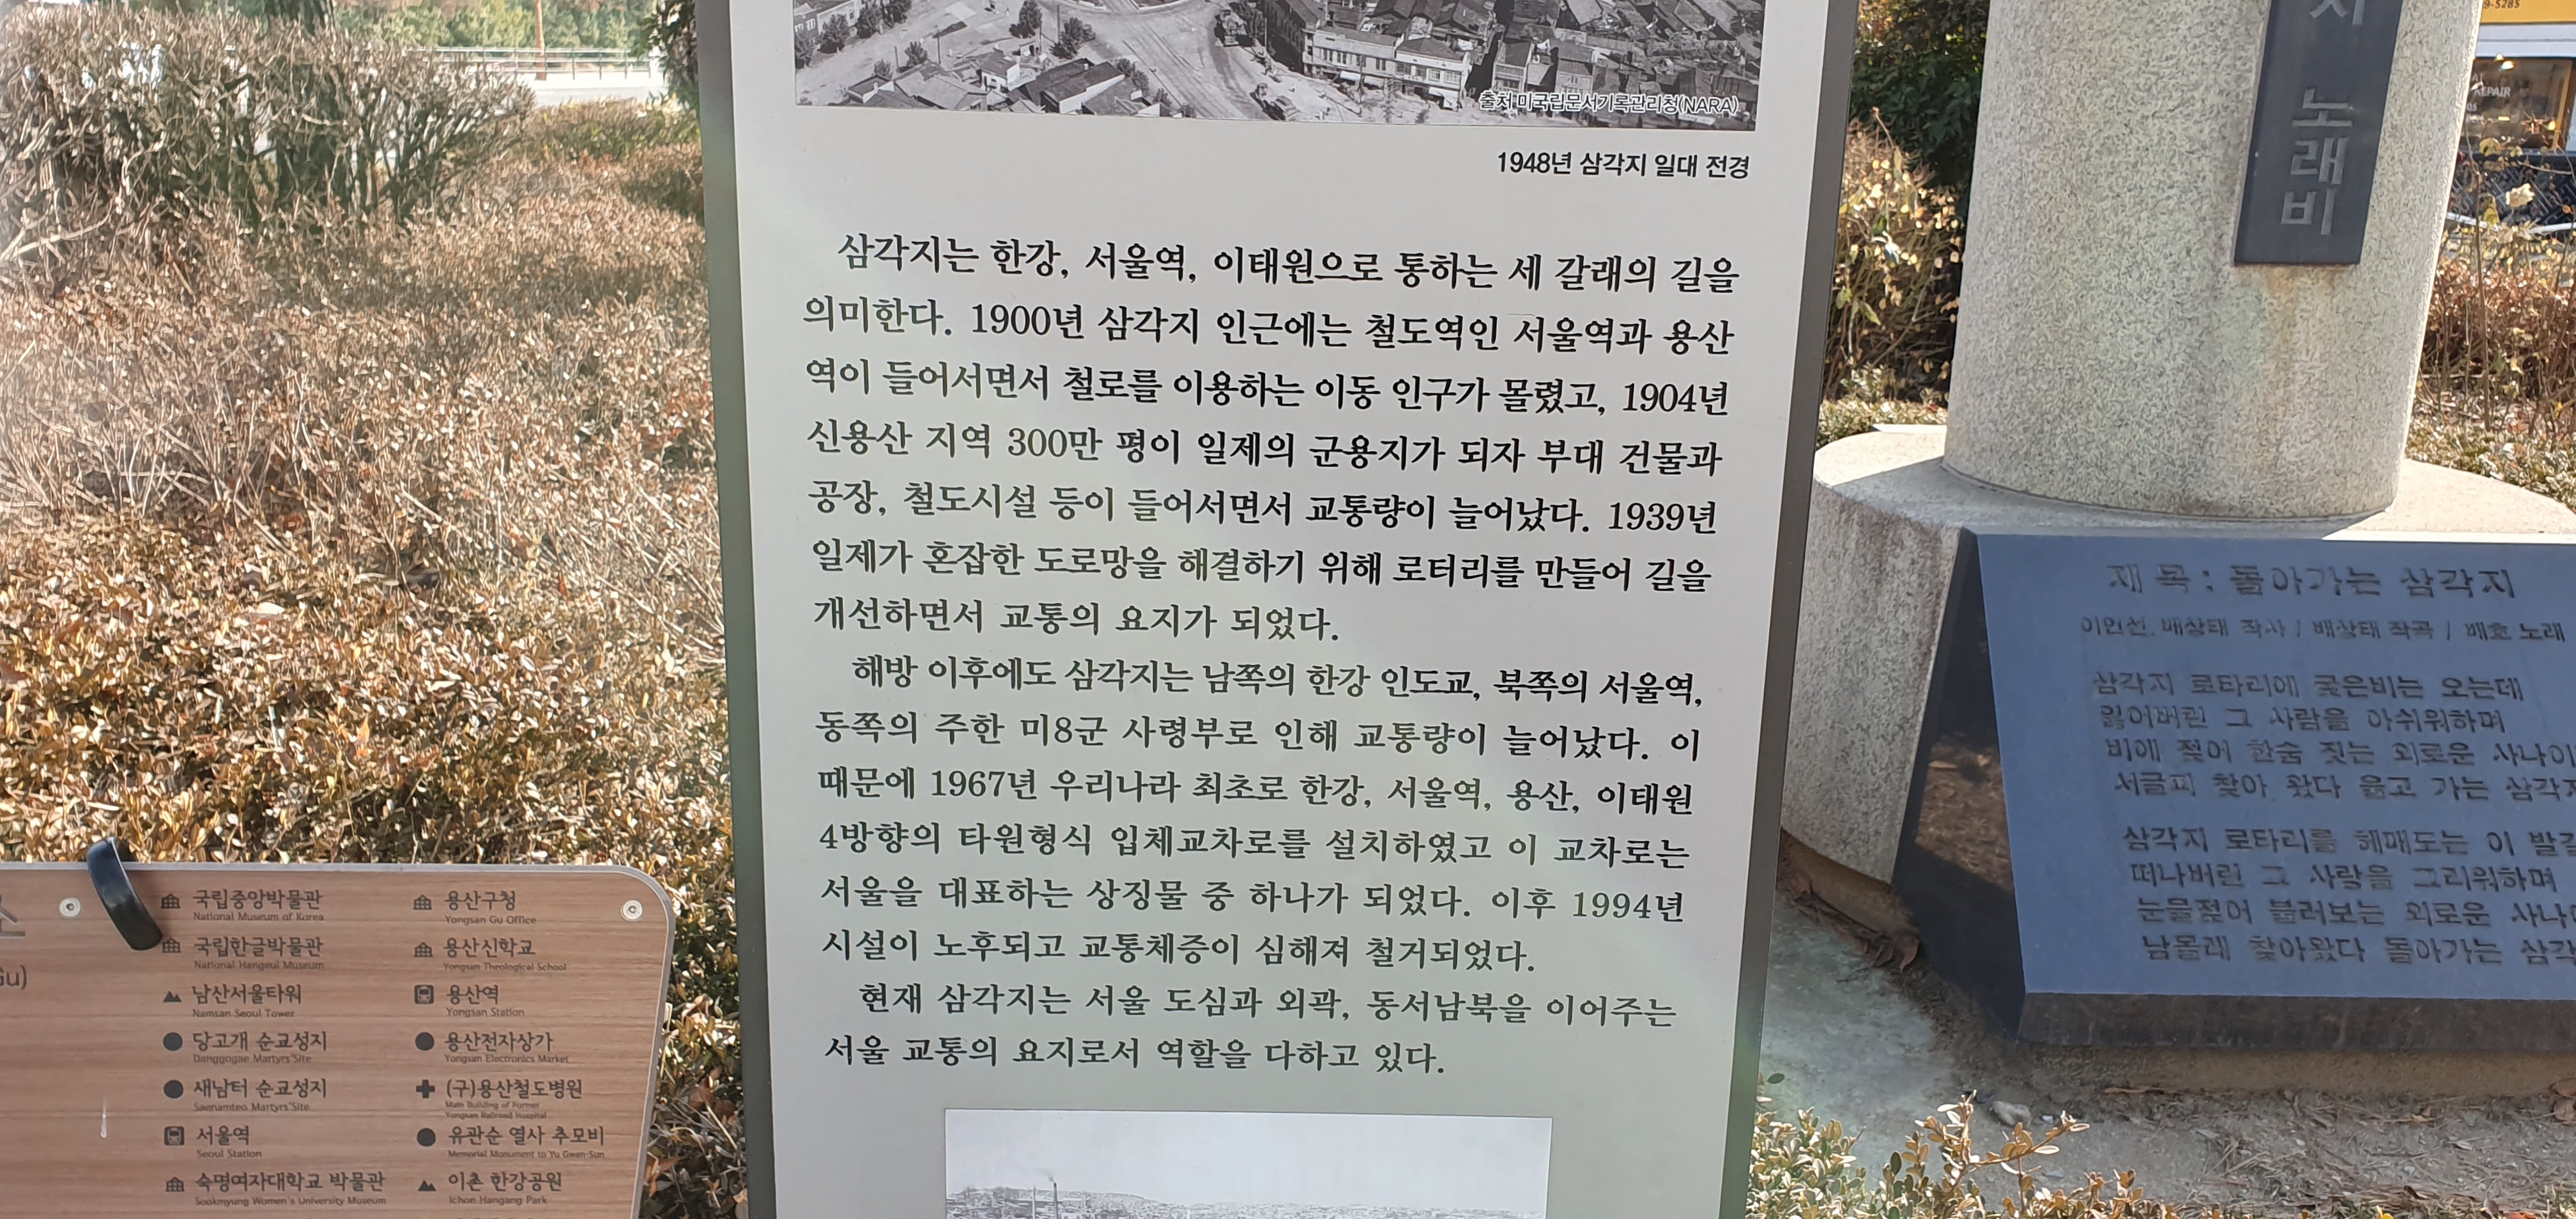 출처 미국립문서기록관리청(NARA)
1948년 삼각지 일대 전경
삼각지는 한강, 서울역, 이태원으로 통하는 세 갈래의 길을
의미한다. 1900년 삼각지 인근에는 철도역인 서울역과 용산
역이 들어서면서 철로를 이용하는 이동 인구가 몰렸고, 1904년
신용산 지역 300만 평이 일제의 군용지가 되자 부대 건물과
공장, 철도시설 등이 들어서면서 교통량이 늘어났다. 1939년
일제가 혼잡한 도로망을 해결하기 위해 로터리를 만들어 길을
개선하면서 교통의 요지가 되었다.
해방 이후에도 삼각지는 남쪽의 한강 인도교, 북쪽의 서울역,
동쪽의 주한 미8군 사령부로 인해 교통량이 늘어났다. 이
때문에 1967년 우리나라 최초로 한강, 서울역, 용산, 이태원
4방향의 타원형식 입체교차로를 설치하였고 이 교차로는
서울을 대표하는 상징물 중 하나가 되었다. 이후 1994년
시설이 노후되고 교통체증이 심해져 철거되었다.
현재 삼각지는 서울 도심과 외곽, 동서남북을 이어주는
서울 교통의 요지로서 역할을 다하고 있다.
국립중앙박물관
National Museum of Korea
국립한글박물관
National Hangeul Museum
남산서울타워
Namsan Seoul Tower
당고개 순교성지
Danggogae Martyrs'Site
새남터 순교성지
Saenamteo Martyrs'Site
서울역
Seoul Station
숙명여자대학교 박물관
Sookmyung Women's University Museum
용산구청
Yongsan Gu Office
용산신학교
Yongsan Theological School
용산역
Yongsan Station
용산전자상가
Yongsan Electronics Market
(구)용산철도병원
Main Building of Former
Yongsan Railroad Hospital
유관순 열사 추모비
Memorial Monument to Yu Gwan-Sun
이촌 한강공원
Ichon Hangang Park
Gu)
지 노래비
제 목 : 돌아가는 삼각지
이인선. 배상태 작사 / 배상태 작곡 / 배호 노래
삼각지 로타리에 궂은비는 오는데
잃어버린 그 사람을 아쉬워하며
비에 젖어 한숨 짓는 외로운 사나이
서글피 찾아 왔다 울고 가는 삼각지
삼각지 로타리를 헤매도는 이 발길
떠나버린 그 사랑을 그리워하며
눈물젖어 불러보는 외로운 사나
남몰래 찾아왔다 돌아가는 삼각
REPAIR
9-5285